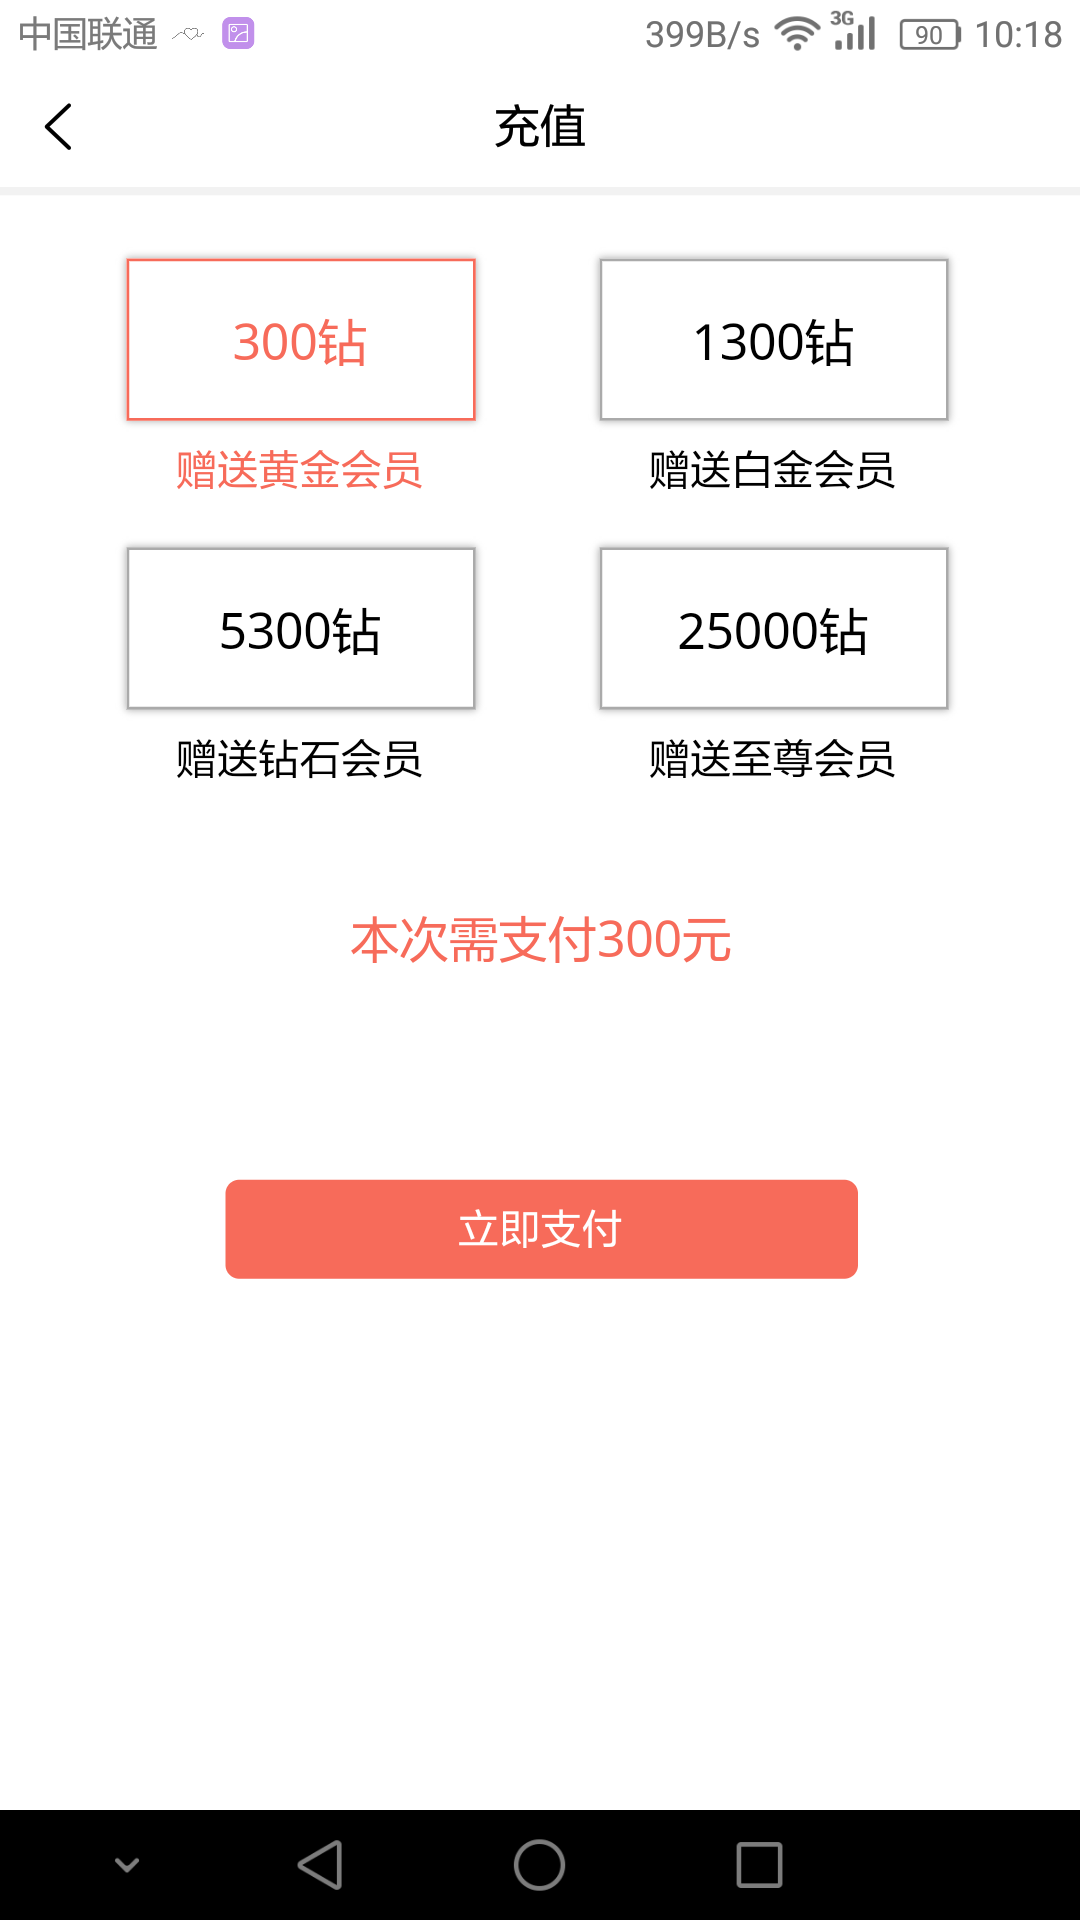 中国联通 399B/s 3G 90 10:18
充值
300钻 1300钻
赠送黄金会员 赠送白金会员
5300钻 25000钻
赠送钻石会员 赠送至尊会员
本次需支付300元
立即支付